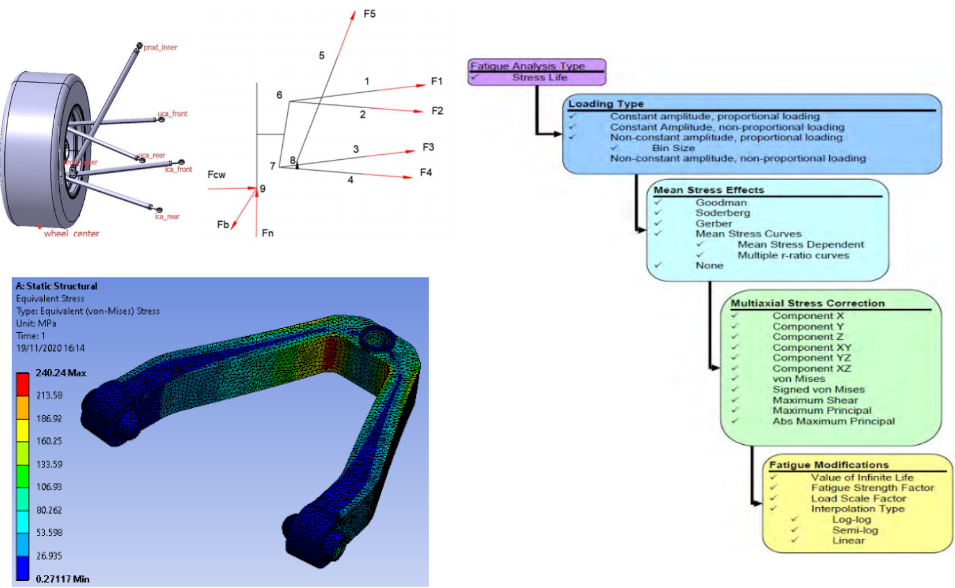 prod_inner
uca_front
uca_rear
lca_front
lca_rear
wheel_center
F5
5
1
F1
6
2
F2
3
F3
7
8
4
F4
Fcw
9
Fb
Fn
A: Static Structural
Equivalent Stress
Type: Equivalent (von-Mises) Stress
Unit: MPa
Time: 1
19/11/2020 16:14
240.24 Max
213.58
186.92
160.25
133.59
106.93
80.262
53.598
26.935
0.27117 Min
Fatigue Analysis Type
Stress Life
Loading Type
Constant amplitude, proportional loading
Constant Amplitude, non-proportional loading
Non-constant amplitude, proportional loading
Bin Size
Non-constant amplitude, non-proportional loading
Mean Stress Effects
Goodman
Soderberg
Gerber
Mean Stress Curves
Mean Stress Dependent
Multiple r-ratio curves
None
Multiaxial Stress Correction
Component X
Component Y
Component Z
Component XY
Component YZ
Component XZ
von Mises
Signed von Mises
Maximum Shear
Maximum Principal
Abs Maximum Principal
Fatigue Modifications
Value of Infinite Life
Fatigue Strength Factor
Load Scale Factor
Interpolation Type
Log-log
Semi-log
Linear